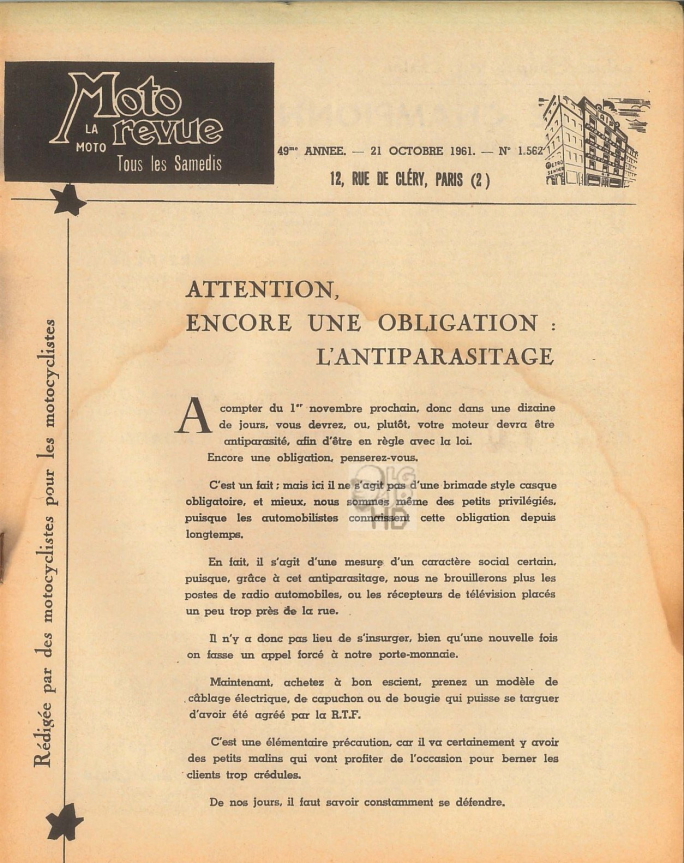 Moto
revue
LA
MOTO
Tous les Samedis
49me ANNEE. — 21 OCTOBRE 1961. — N° 1.562
12, RUE DE CLÉRY, PARIS (2)
Rédigée par des motocyclistes pour les motocyclistes
ATTENTION,
ENCORE UNE OBLIGATION :
L'ANTIPARASITAGE
A compter du 1er novembre prochain, donc dans une dizaine
de jours, vous devrez, ou, plutôt, votre moteur devra être
antiparasité, afin d'être en règle avec la loi.
Encore une obligation, penserez-vous.
C'est un fait ; mais ici il ne s'agit pas d'une brimade style casque
obligatoire, et mieux, nous sommes même des petits privilégiés,
puisque les automobilistes connaissent cette obligation depuis
longtemps.
En fait, il s'agit d'une mesure d'un caractère social certain,
puisque, grâce à cet antiparasitage, nous ne brouillerons plus les
postes de radio automobiles, ou les récepteurs de télévision placés
un peu trop près de la rue.
Il n'y a donc pas lieu de s'insurger, bien qu'une nouvelle fois
on fasse un appel forcé à notre porte-monnaie.
Maintenant, achetez à bon escient, prenez un modèle de
câblage électrique, de capuchon ou de bougie qui puisse se targuer
d'avoir été agréé par la R.T.F.
C'est une élémentaire précaution, car il va certainement y avoir
des petits malins qui vont profiter de l'occasion pour berner les
clients trop crédules.
De nos jours, il faut savoir constamment se défendre.